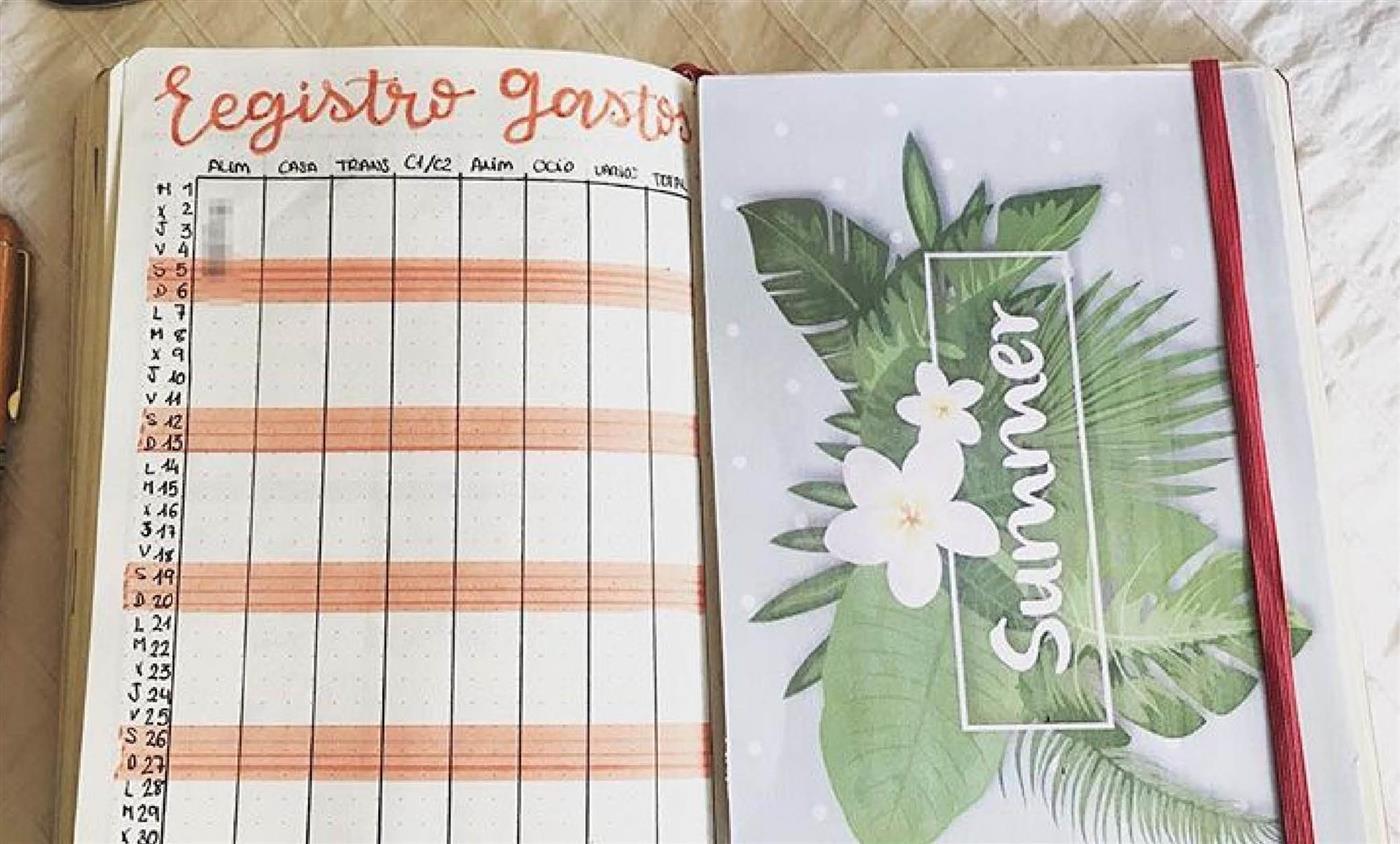 Registro gastos
ALIM CASA TRANS C1/C2 ALIM OCIO VARIOS TOTAL
M 1
X 2
J 3
V 4
S 5
D 6
L 7
M 8
X 9
J 10
V 11
S 12
D 13
L 14
M 15
X 16
J 17
V 18
S 19
D 20
L 21
M 22
X 23
J 24
V 25
S 26
D 27
L 28
M 29
X 30
Summer